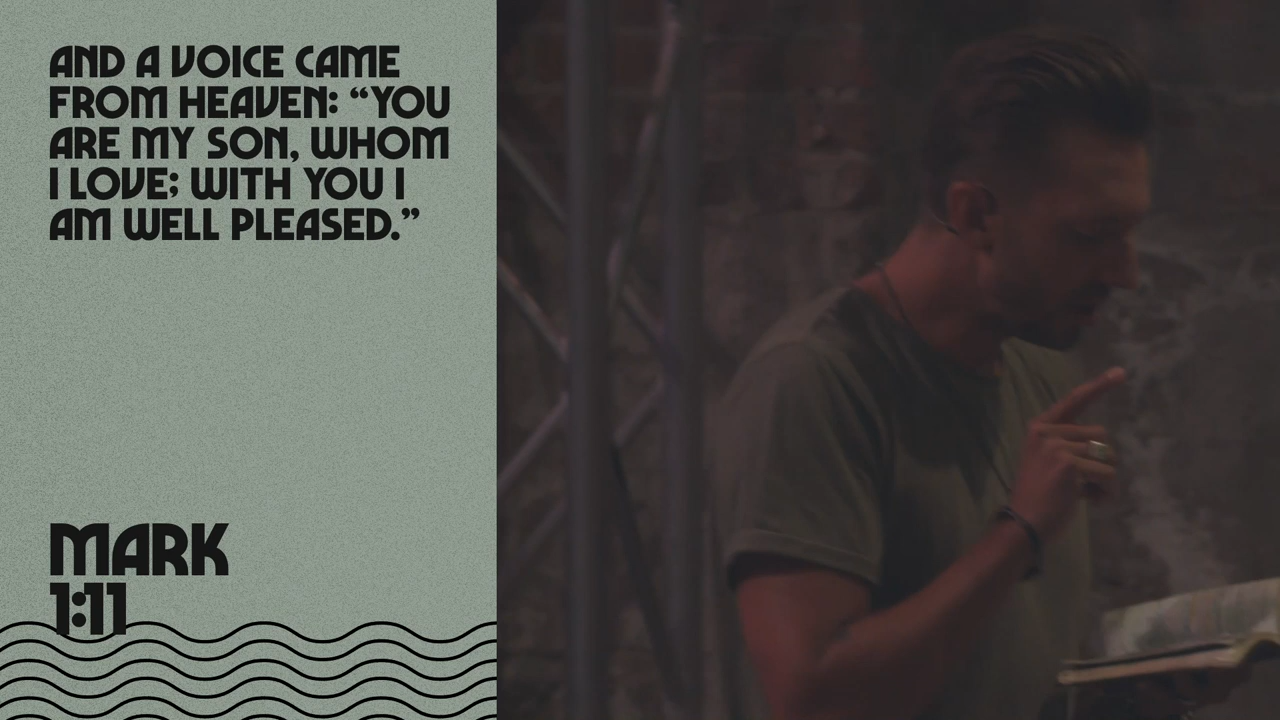 AND A VOICE CAME
FROM HEAVEN: “YOU
ARE MY SON, WHOM
I LOVE; WITH YOU I
AM WELL PLEASED.”
MARK
1:11